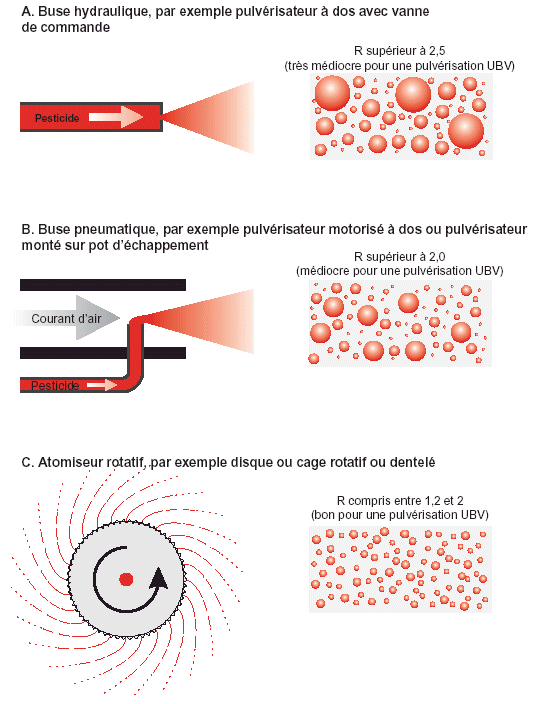 A. Buse hydraulique, par exemple pulvérisateur à dos avec vanne
de commande
R supérieur à 2,5
(très médiocre pour une pulvérisation UBV)
Pesticide
B. Buse pneumatique, par exemple pulvérisateur motorisé à dos ou pulvérisateur
monté sur pot d’échappement
R supérieur à 2,0
(médiocre pour une pulvérisation UBV)
Courant d’air
Pesticide
C. Atomiseur rotatif, par exemple disque ou cage rotatif ou dentelé
R compris entre 1,2 et 2
(bon pour une pulvérisation UBV)